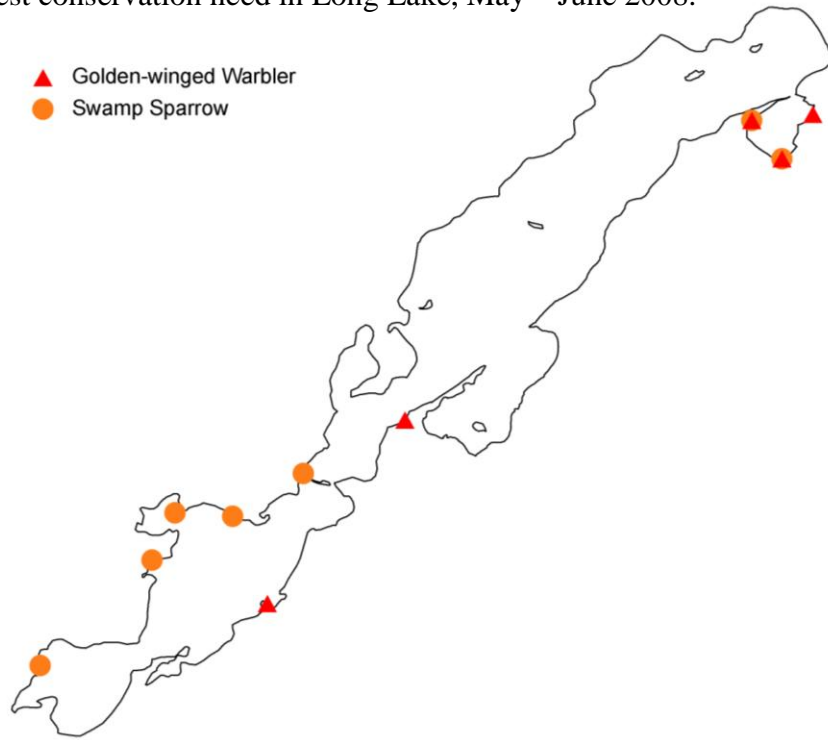 est conservation need in Long Lake, May – June 2008.
Golden-winged Warbler
Swamp Sparrow